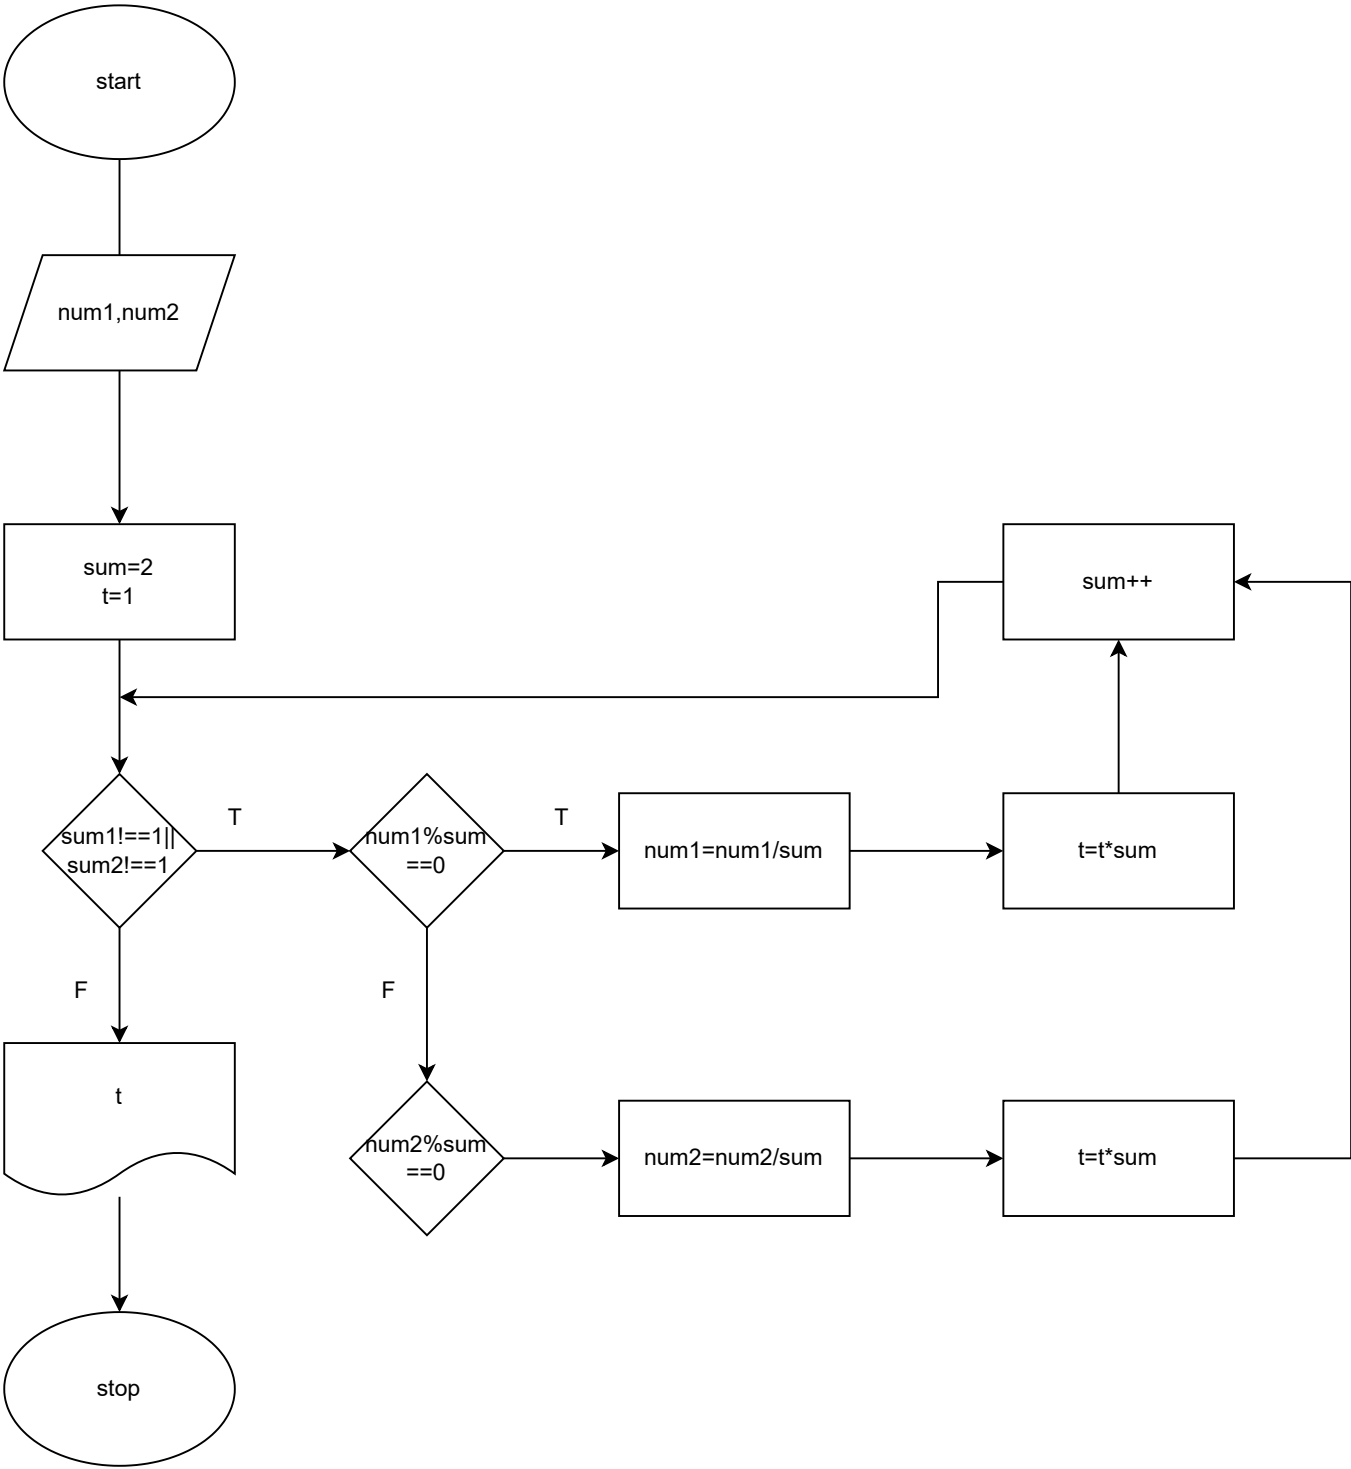 start
num1,num2
sum=2
t=1
sum++
sum1!==1||
sum2!==1
T
num1%sum
==0
T
num1=num1/sum
t=t*sum
F
F
t
num2%sum
==0
num2=num2/sum
t=t*sum
stop